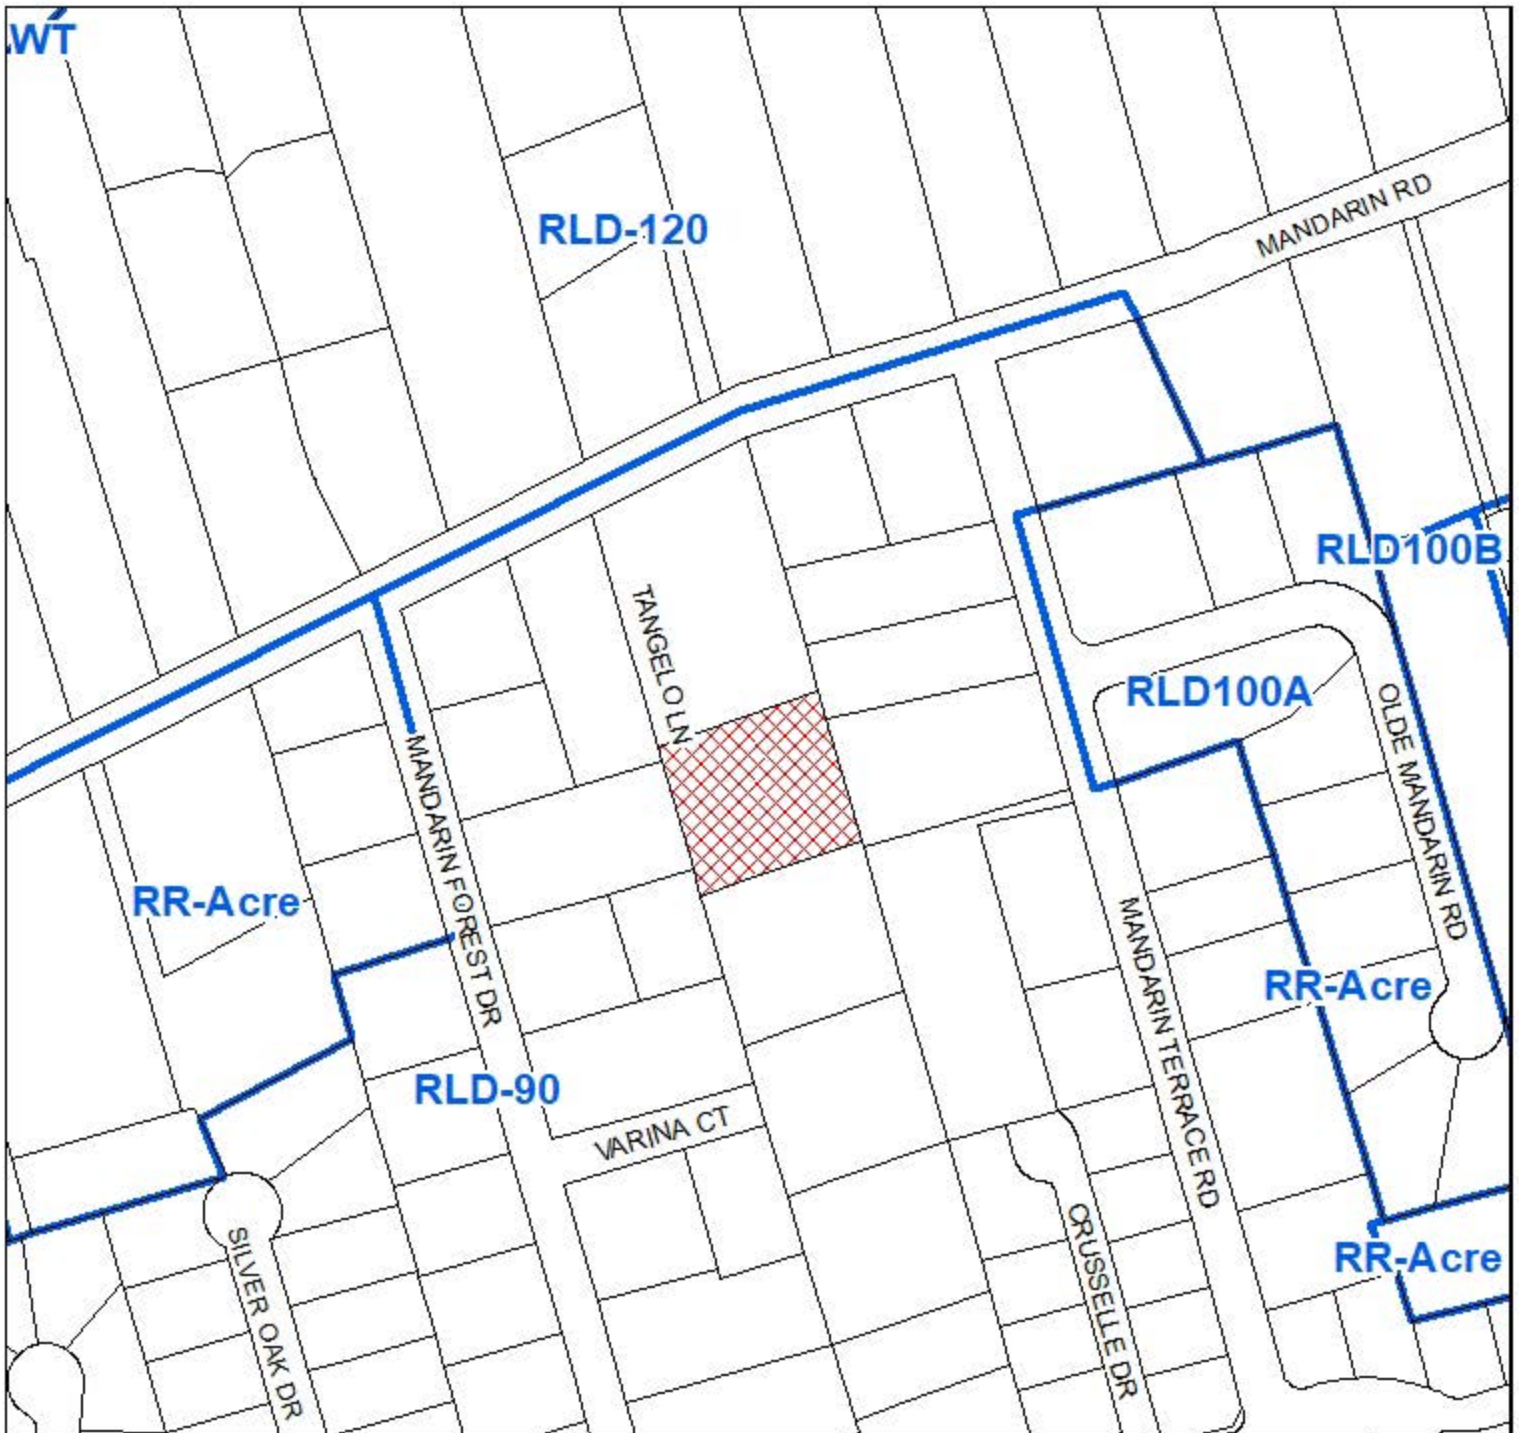 WT
RLD-120
MANDARIN RD
RLD100B
TANGELO LN
RLD100A
OLDE MANDARIN RD
MANDARIN FOREST DR
RR-Acre
MANDARIN TERRACE RD
RR-Acre
RLD-90
VARINA CT
SILVER OAK DR
CRUSSELLE DR
RR-Acre